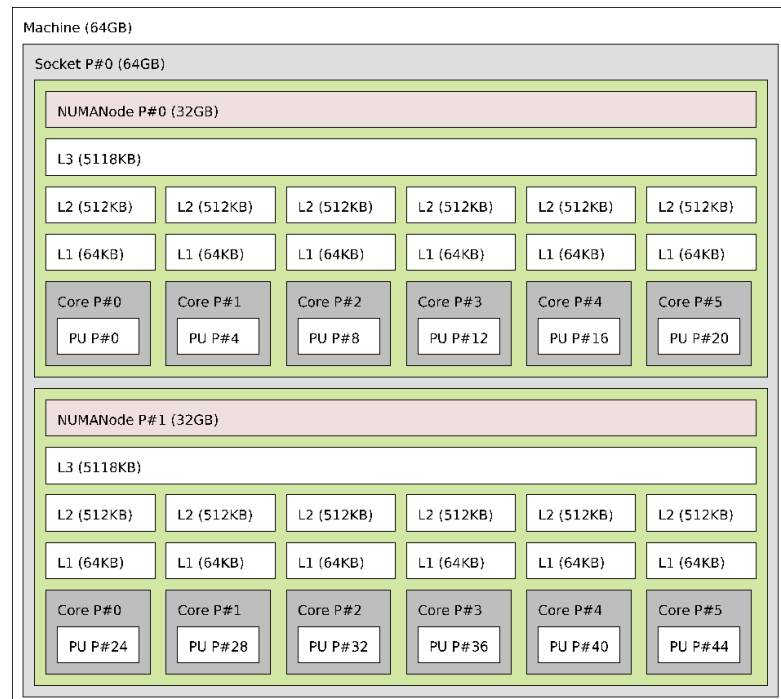 Machine (64GB)
Socket P#0 (64GB)
NUMANode P#0 (32GB)
L3 (5118KB)
L2 (512KB) L2 (512KB) L2 (512KB) L2 (512KB) L2 (512KB) L2 (512KB)
L1 (64KB) L1 (64KB) L1 (64KB) L1 (64KB) L1 (64KB) L1 (64KB)
Core P#0 Core P#1 Core P#2 Core P#3 Core P#4 Core P#5
PU P#0 PU P#4 PU P#8 PU P#12 PU P#16 PU P#20
NUMANode P#1 (32GB)
L3 (5118KB)
L2 (512KB) L2 (512KB) L2 (512KB) L2 (512KB) L2 (512KB) L2 (512KB)
L1 (64KB) L1 (64KB) L1 (64KB) L1 (64KB) L1 (64KB) L1 (64KB)
Core P#0 Core P#1 Core P#2 Core P#3 Core P#4 Core P#5
PU P#24 PU P#28 PU P#32 PU P#36 PU P#40 PU P#44